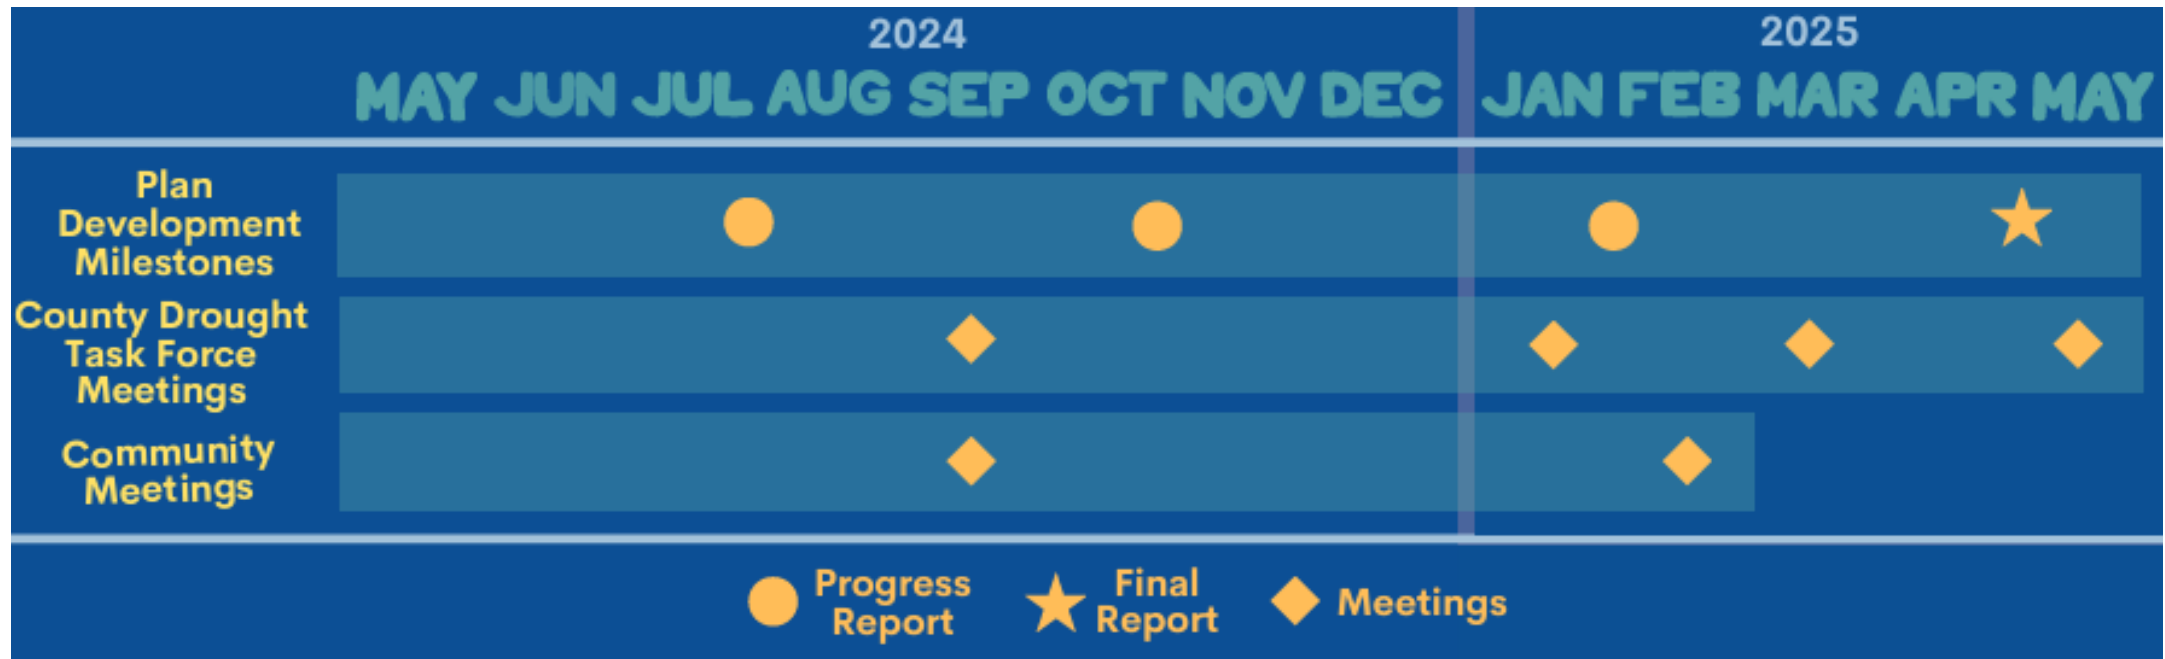 2024 2025
MAY JUN JUL AUG SEP OCT NOV DEC JAN FEB MAR APR MAY
Plan
Development
Milestones
County Drought
Task Force
Meetings
Community
Meetings
Progress
Report
Final
Report
Meetings